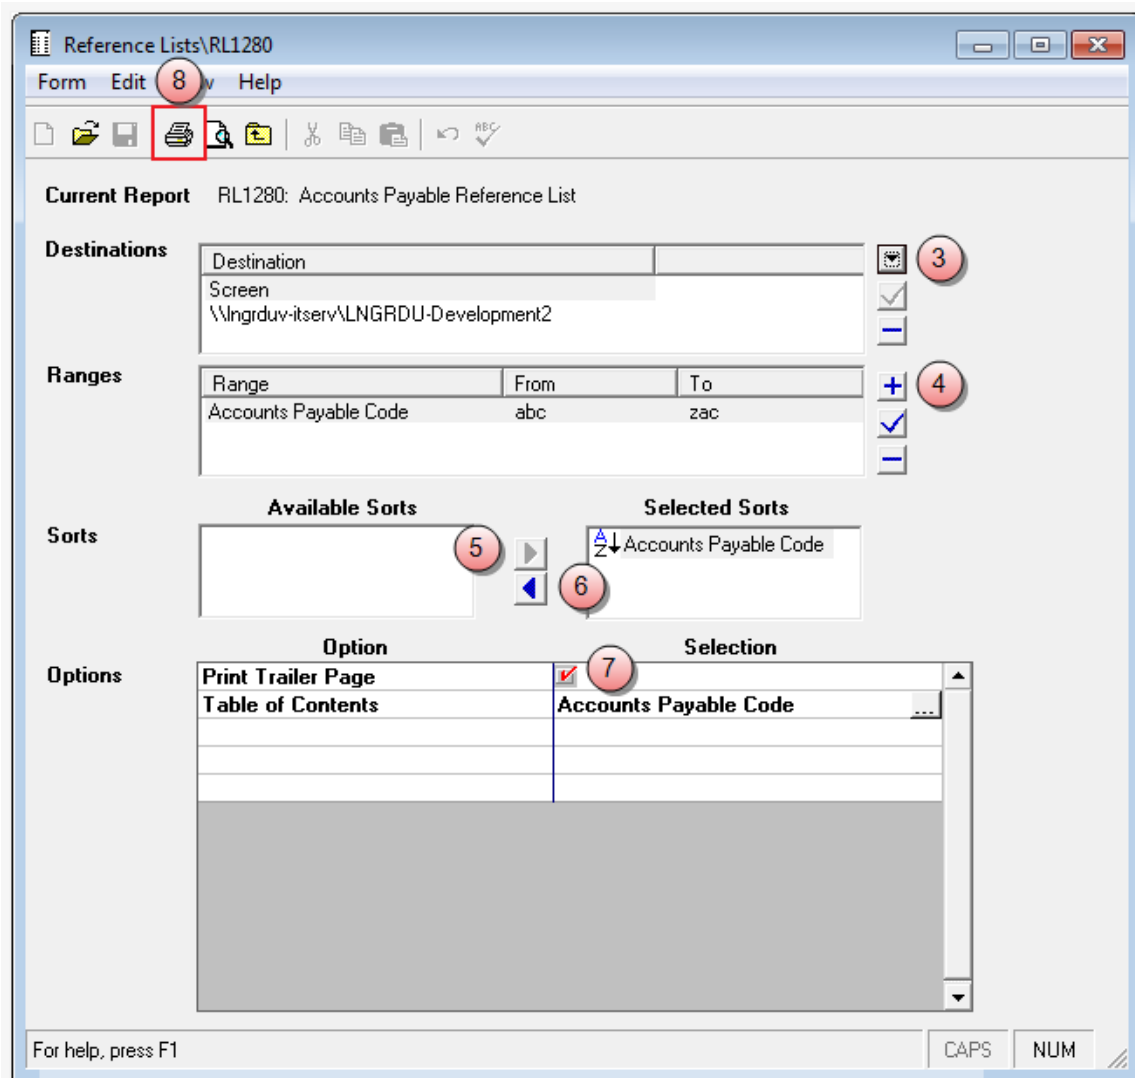 Reference Lists\RL1280
Form Edit 8 w Help
ABC
Current Report RL1280: Accounts Payable Reference List
Destinations
Destination
3
Screen
\\lngrduv-itserv\LNGRDU-Development2
Ranges
Range From To
4
Accounts Payable Code abc zac
Available Sorts Selected Sorts
Sorts
5
AZ Accounts Payable Code
6
Option Selection
Options
Print Trailer Page 7
Table of Contents Accounts Payable Code ...
For help, press F1 CAPS NUM